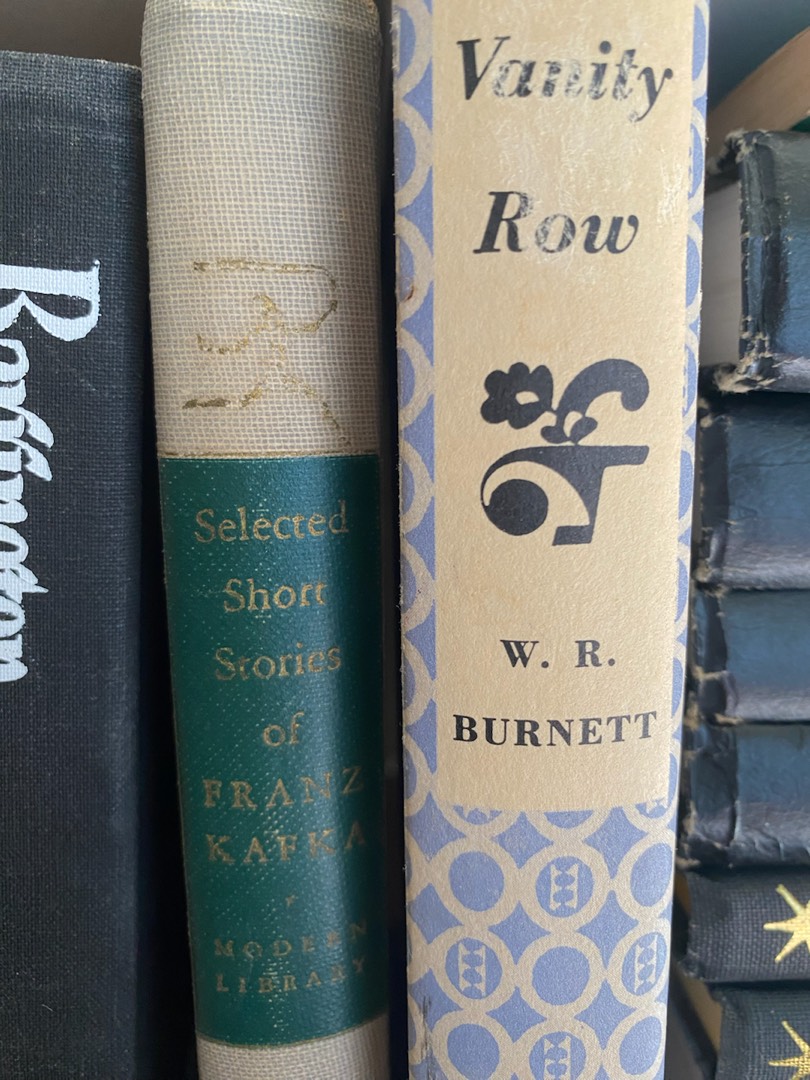 Selected
Short
Stories
of
FRANZ
KAFKA
MODERN
LIBRARY
Vanity
Row
W. R.
BURNETT